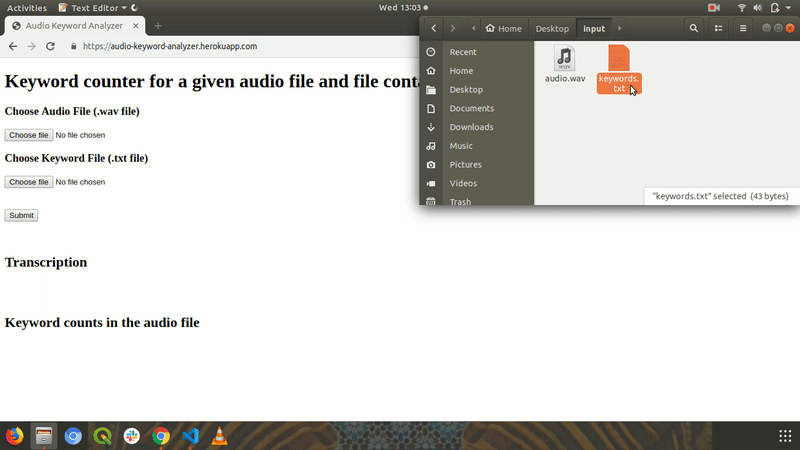 Activities
Text Editor
Wed 13:03
Audio Keyword Analyzer
https://audio-keyword-analyzer.herokuapp.com
Keyword counter for a given audio file and file conta
Choose Audio File (.wav file)
Choose file No file chosen
Choose Keyword File (.txt file)
Choose file No file chosen
Submit
Transcription
Keyword counts in the audio file
Home
Desktop
input
Recent
Home
Desktop
Documents
Downloads
Music
Pictures
Videos
Trash
wav
audio.wav
keywords.
txt
"keywords.txt" selected (43 bytes)